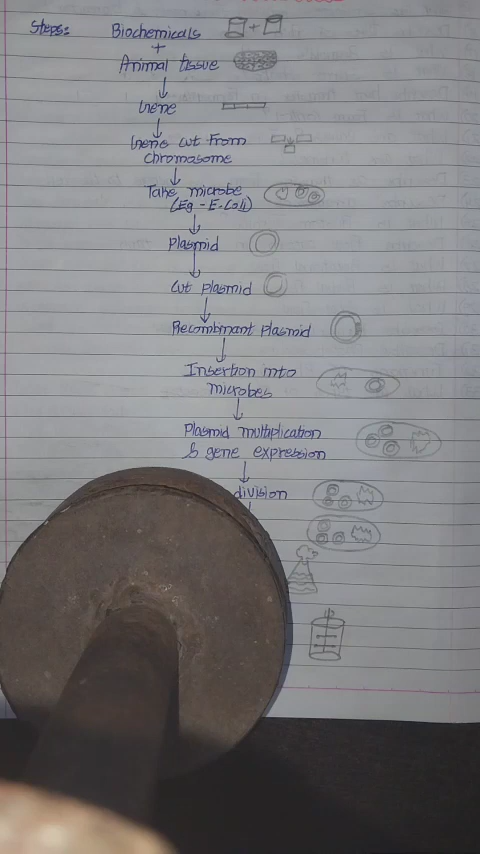 Steps: Biochemicals
+
Animal tissue
Gene
Gene cut from
chromasome
Take microbe
(Eg - E-Coli)
Plasmid
Cut plasmid
Recombinant plasmid
Insertion into
microbes
Plasmid multiplication
& gene expression
division